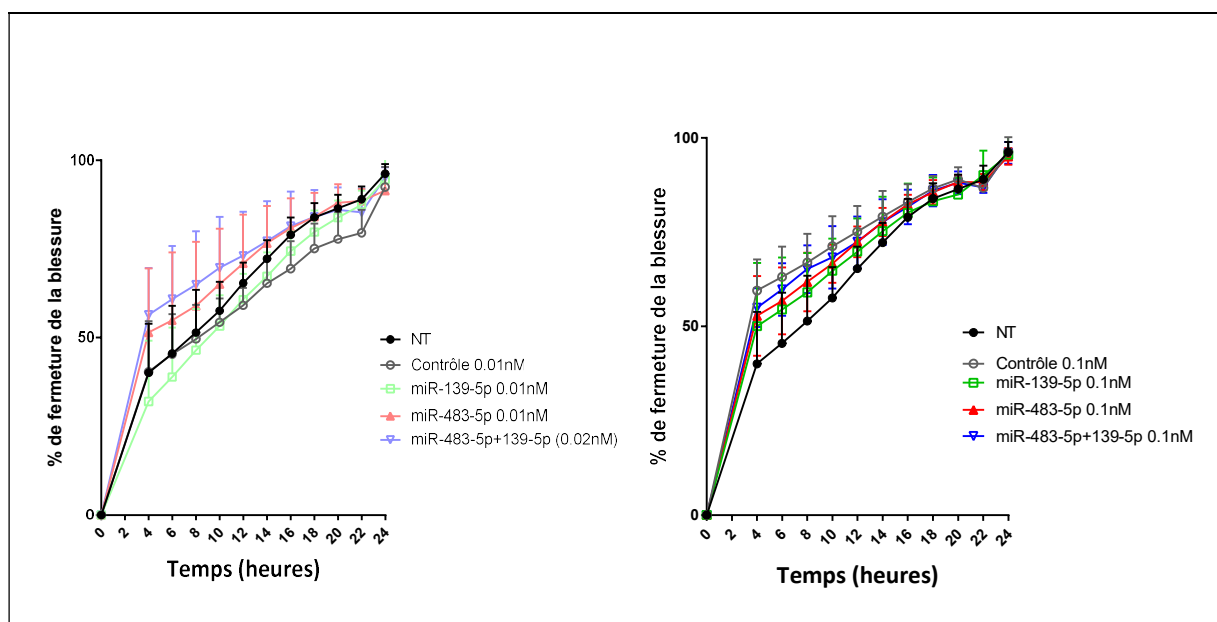 100
50
0
% de fermeture de la blessure
0 2 4 6 8 10 12 14 16 18 20 22 24
Temps (heures)
NT
Contrôle 0.01nM
miR-139-5p 0.01nM
miR-483-5p 0.01nM
miR-483-5p+139-5p (0.02nM)
100
50
0
% de fermeture de la blessure
0 2 4 6 8 10 12 14 16 18 20 22 24
Temps (heures)
NT
Contrôle 0.1nM
miR-139-5p 0.1nM
miR-483-5p 0.1nM
miR-483-5p+139-5p 0.1nM